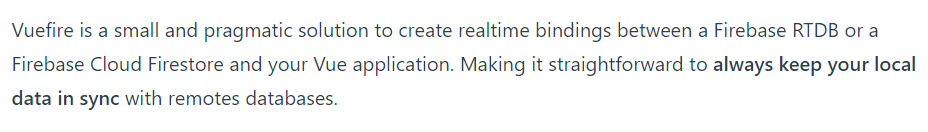 Vuefire is a small and pragmatic solution to create realtime bindings between a Firebase RTDB or a
Firebase Cloud Firestore and your Vue application. Making it straightforward to always keep your local
data in sync with remotes databases.